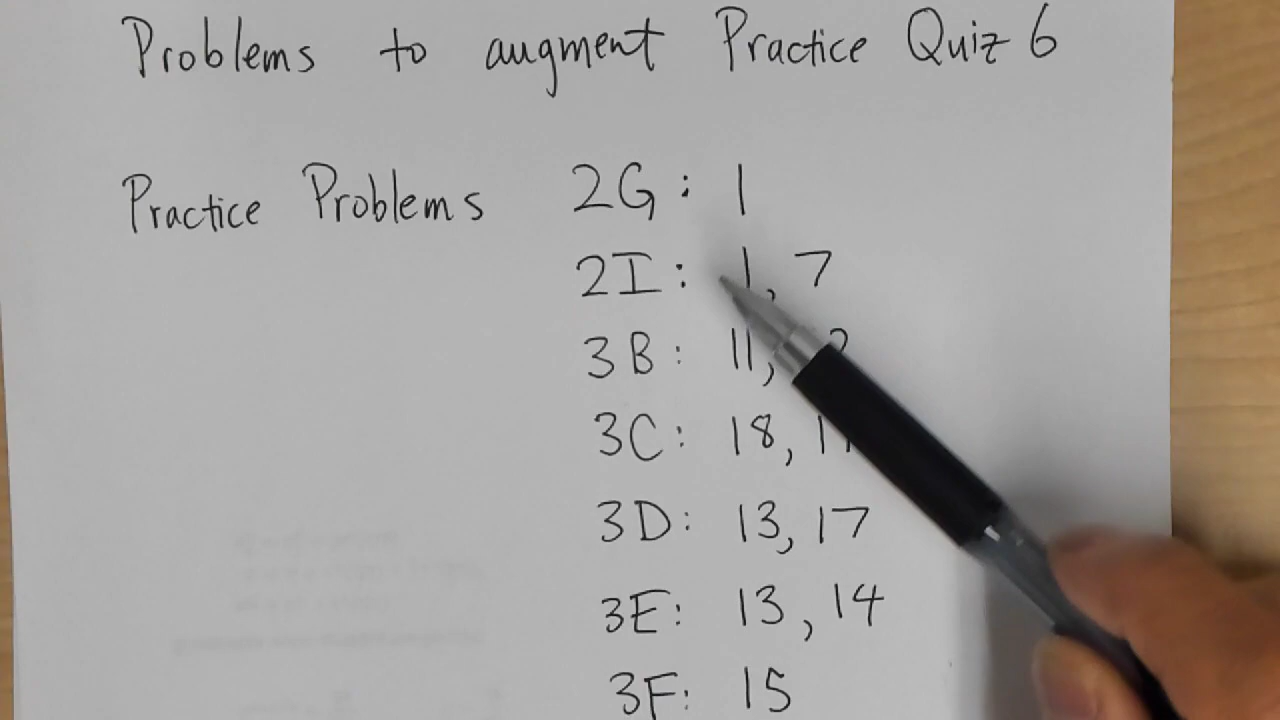 Problems to augment Practice Quiz 6
Practice Problems 2G: 1
2I: 1, 7
3B: 11,
3C: 18,
3D: 13, 17
3E: 13, 14
3F: 15